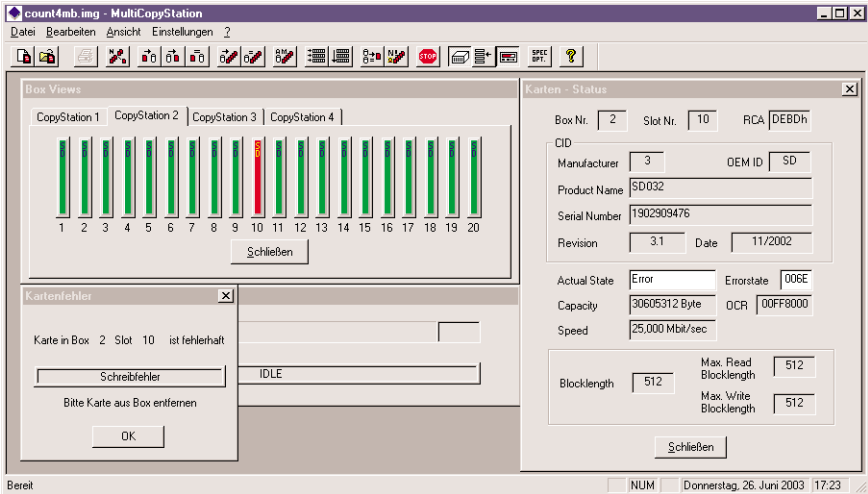 count4mb.img - MultiCopyStation
Datei Bearbeiten Ansicht Einstellungen ?
STOP SPEC OPT. ?
Box Views
CopyStation 1 CopyStation 2 CopyStation 3 CopyStation 4
1 2 3 4 5 6 7 8 9 10 11 12 13 14 15 16 17 18 19 20
Schließen
Kartenfehler
Karte in Box 2 Slot 10 ist fehlerhaft
Schreibfehler
Bitte Karte aus Box entfernen
OK
IDLE
Karten - Status
Box Nr. 2 Slot Nr. 10 RCA DEBDh
CID
Manufacturer 3 OEM ID SD
Product Name SD032
Serial Number 1902909476
Revision 3.1 Date 11/2002
Actual State Error Errorstate 006E
Capacity 30605312 Byte OCR 00FF8000
Speed 25,000 Mbit/sec
Blocklength 512
Max. Read Blocklength 512
Max. Write Blocklength 512
Schließen
Bereit NUM Donnerstag, 26. Juni 2003 17:23